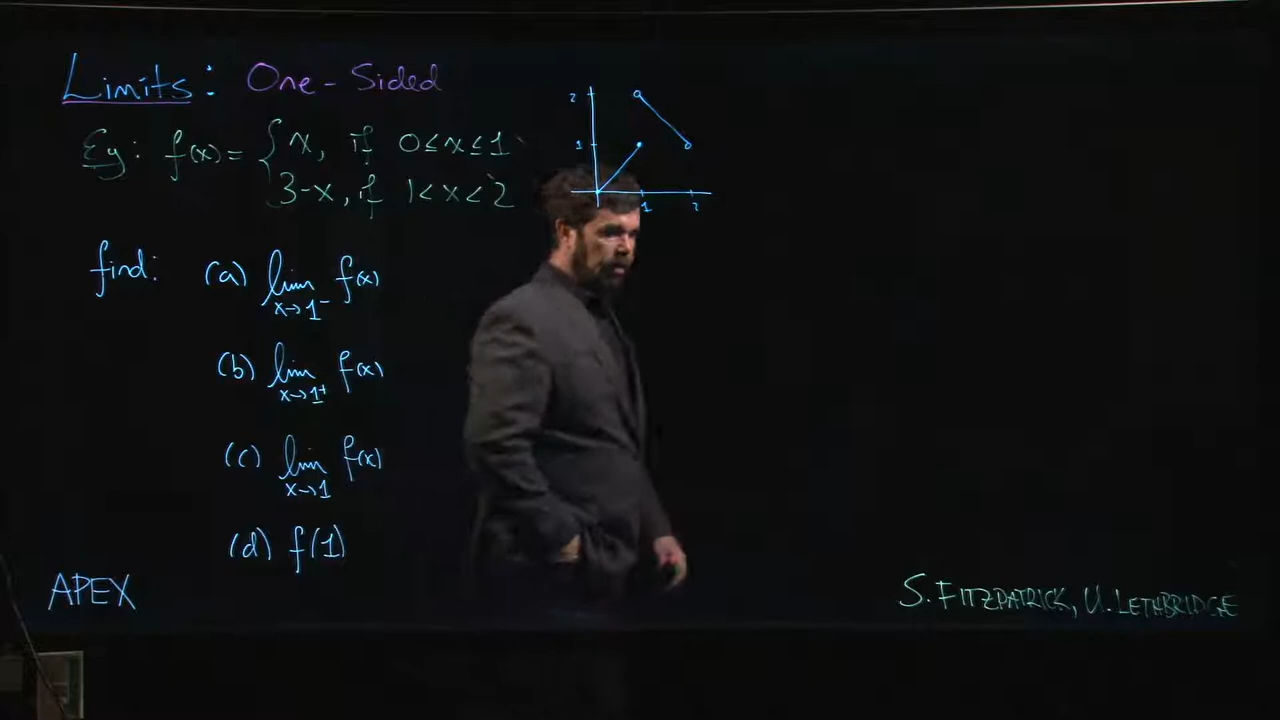 Limits: One-Sided
Eg: f(x) = { x, if 0≤x≤1
3-x, if 1<x<2
2
1
1 2
find: (a) lim x→1⁻ f(x)
(b) lim x→1⁺ f(x)
(c) lim x→1 f(x)
(d) f(1)
APEX
S. FITZPATRICK, U. LETHBRIDGE